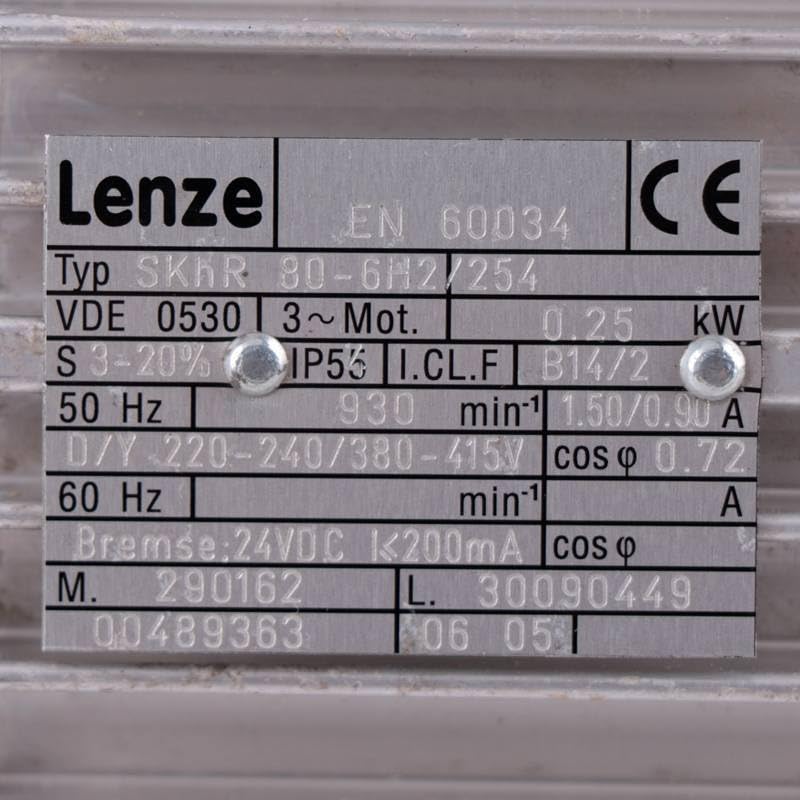 Lenze EN 60034 CE
Typ SKhR 80-6H2/254
VDE 0530 3~Mot. 0.25 kW
S 3-20% I.CL.F B14/2
50 Hz 930 min-1 1.50/0.90 A
D/Y 220-240/380-415V cos φ 0.72
60 Hz min-1 A
Bremse:24VDC I<200mA cos φ
M. 290162 L. 30090449
00489363 06 05